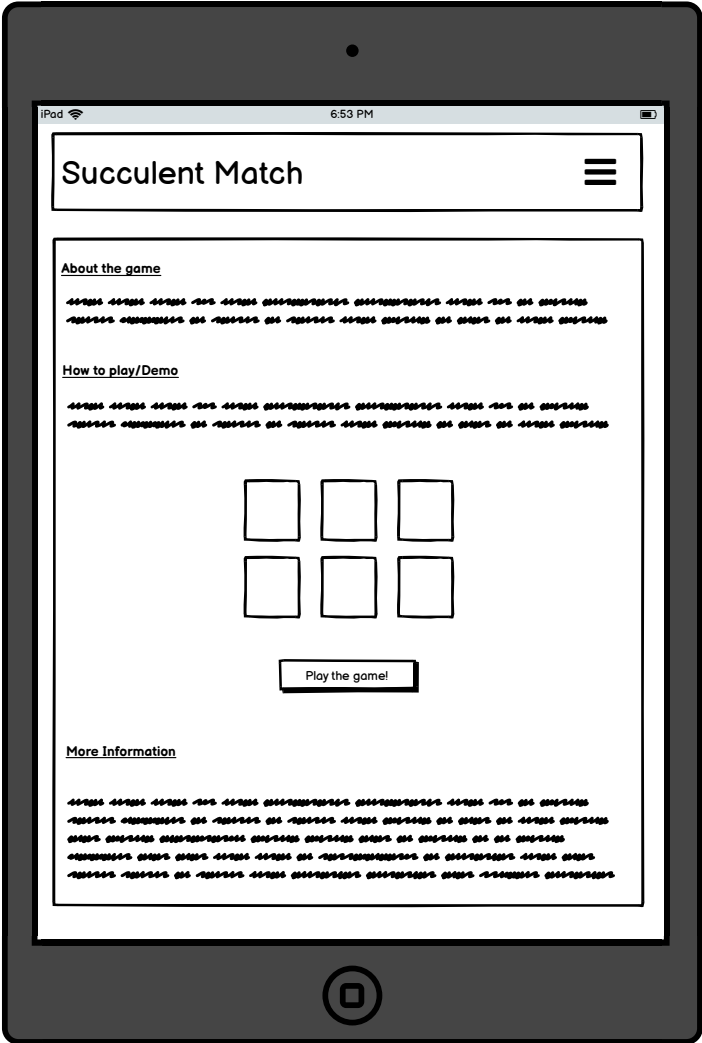 iPad 6:53 PM
Succulent Match
About the game
How to play/Demo
Play the game!
More Information